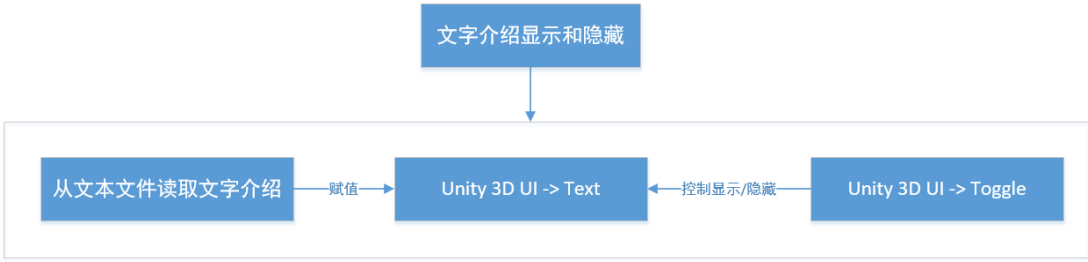 文字介绍显示和隐藏
从文本文件读取文字介绍
赋值
Unity 3D UI -> Text
控制显示/隐藏
Unity 3D UI -> Toggle